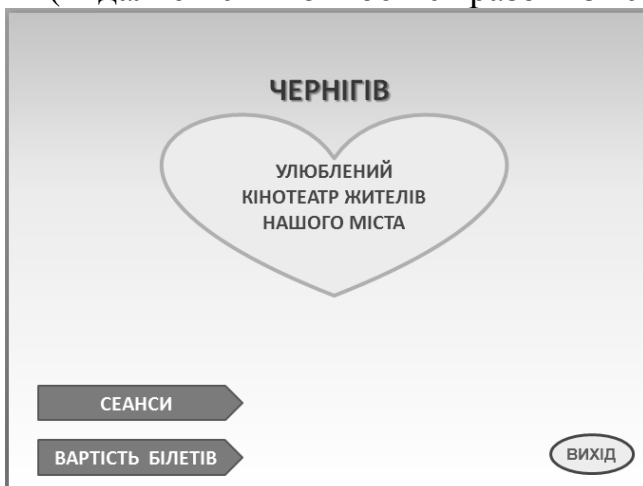 ЧЕРНІГІВ
УЛЮБЛЕНИЙ
КІНОТЕАТР ЖИТЕЛІВ
НАШОГО МІСТА
СЕАНСИ
ВАРТІСТЬ БІЛЕТІВ
ВИХІД